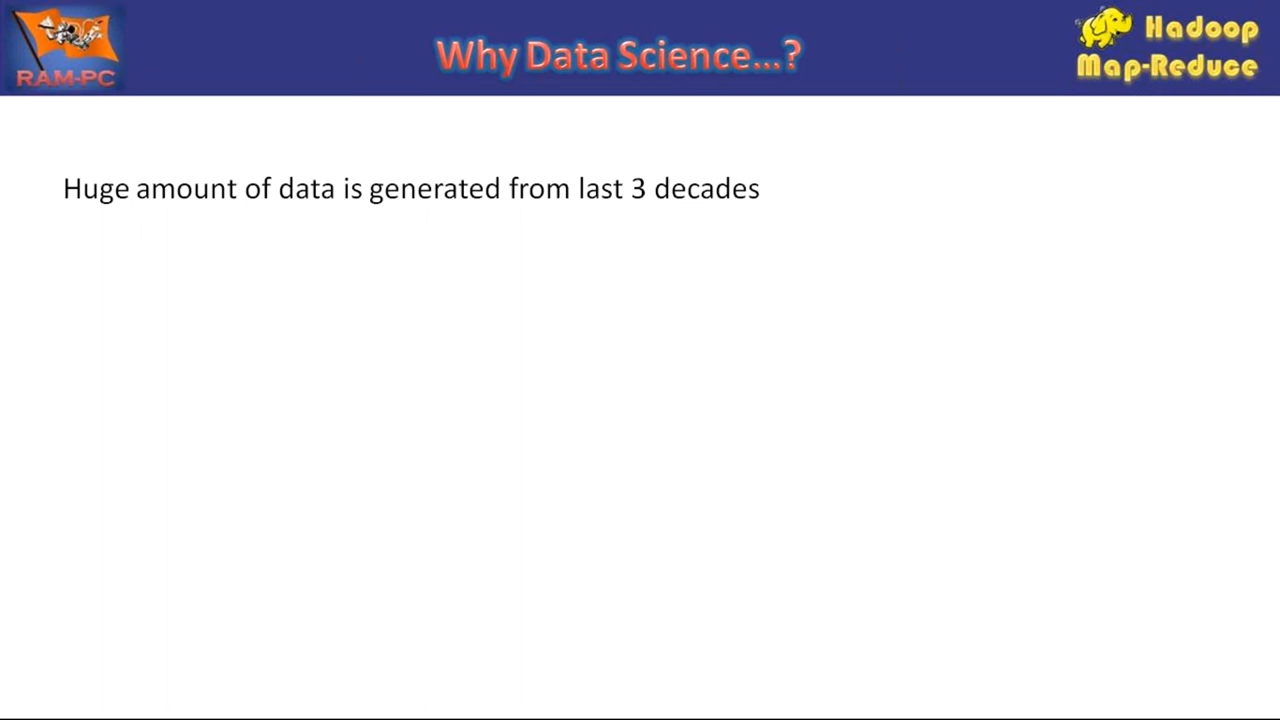 RAM-PC
Why Data Science...?
Hadoop
Map-Reduce
Huge amount of data is generated from last 3 decades